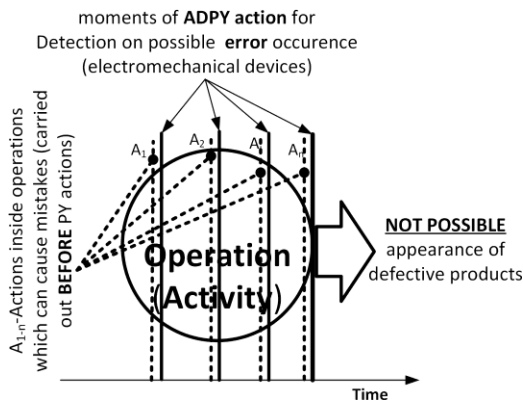 moments of ADPY action for
Detection on possible error occurence
(electromechanical devices)
A1-n-Actions inside operations
which can cause mistakes (carried
out BEFORE PY actions)
A1
A2
Ai
An
Operation
(Activity)
NOT POSSIBLE
appearance of
defective products
Time